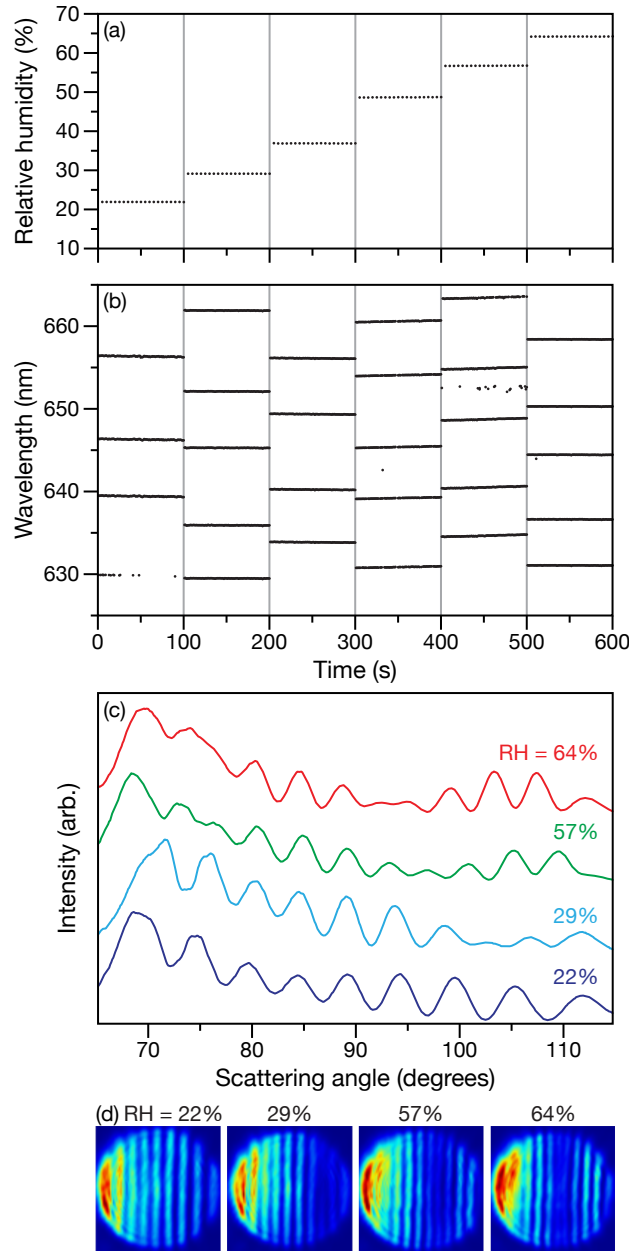 (a)
Relative humidity (%)
70
60
50
40
30
20
10
(b)
Wavelength (nm)
660
650
640
630
0 100 200 300 400 500 600
Time (s)
(c)
RH = 64%
57%
29%
22%
Intensity (arb.)
70 80 90 100 110
Scattering angle (degrees)
(d) RH = 22% 29% 57% 64%